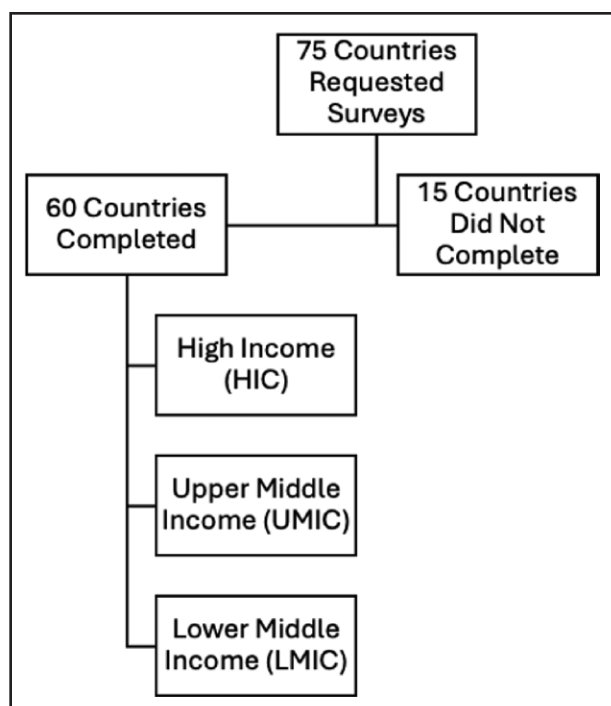 75 Countries
Requested
Surveys
60 Countries
Completed
15 Countries
Did Not
Complete
High Income
(HIC)
Upper Middle
Income (UMIC)
Lower Middle
Income (LMIC)